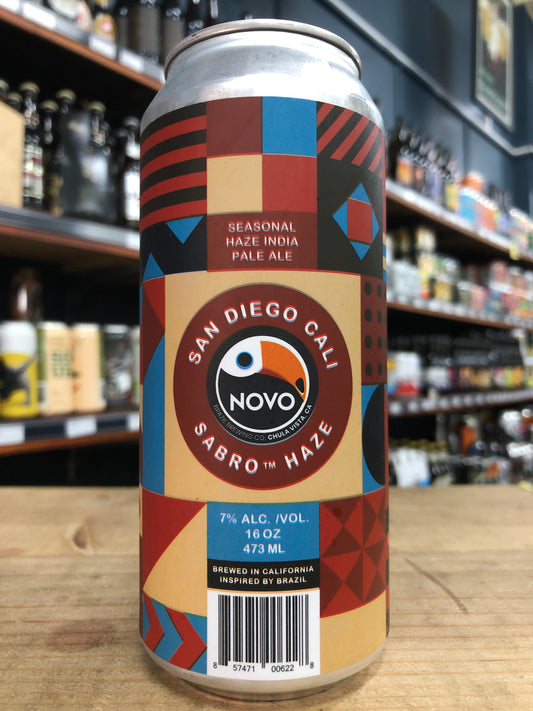 SEASONAL
HAZE INDIA
PALE ALE
SAN DIEGO CALI
NOVO
BRAZIL BREWING CO. CHULA VISTA, CA
SABRO™ HAZE
7% ALC. /VOL.
16 OZ
473 ML
BREWED IN CALIFORNIA
INSPIRED BY BRAZIL
8 57471 00622 8